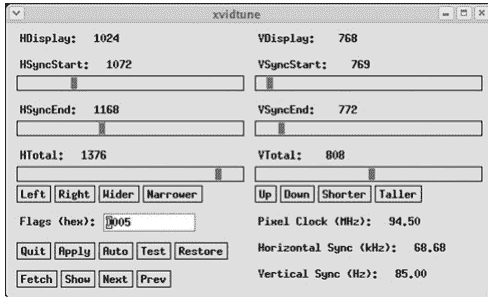 xvidtune
HDisplay: 1024 VDisplay: 768
HSyncStart: 1072 VSyncStart: 769
HSyncEnd: 1168 VSyncEnd: 772
HTotal: 1376 VTotal: 808
Left Right Wider Narrower Up Down Shorter Taller
Flags (hex): 0005 Pixel Clock (MHz): 94.50
Quit Apply Auto Test Restore Horizontal Sync (kHz): 68.68
Fetch Show Next Prev Vertical Sync (Hz): 85.00